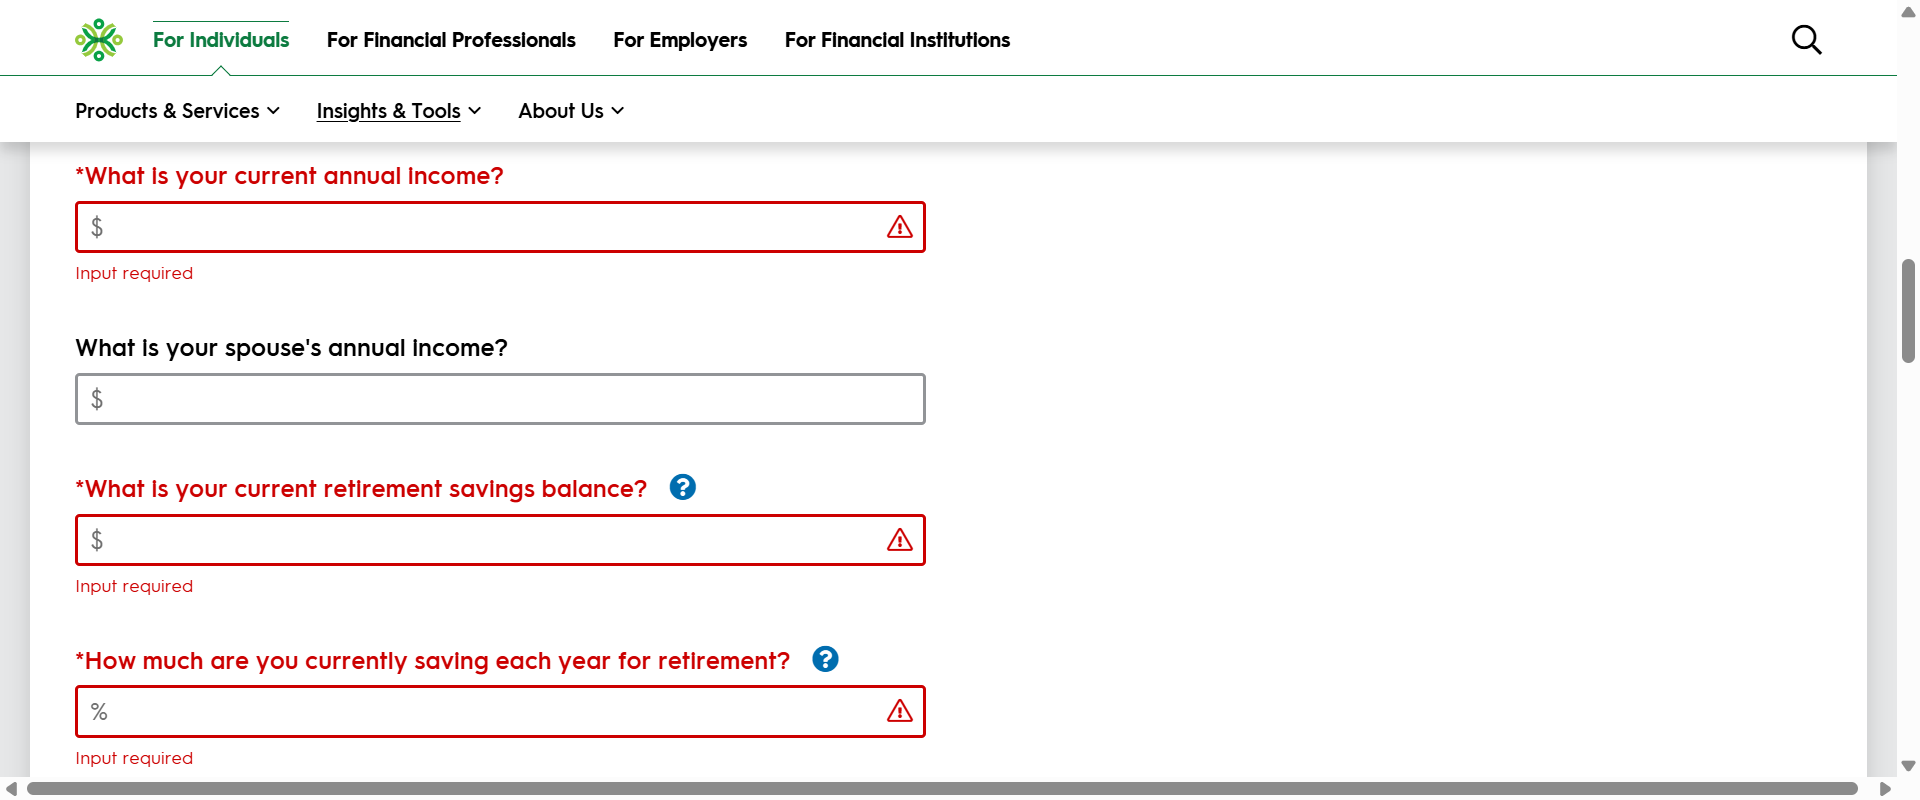 For Individuals For Financial Professionals For Employers For Financial Institutions
Products & Services Insights & Tools About Us
*What is your current annual income?
$
Input required
What is your spouse's annual income?
$
*What is your current retirement savings balance? ?
$
Input required
*How much are you currently saving each year for retirement? ?
%
Input required